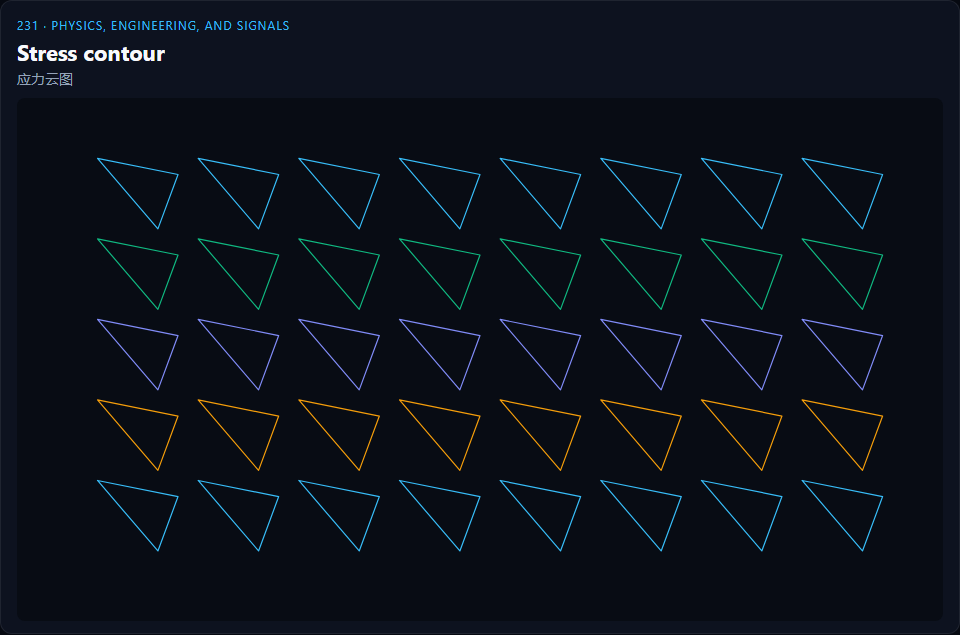 231 · PHYSICS, ENGINEERING, AND SIGNALS
Stress contour
应力云图